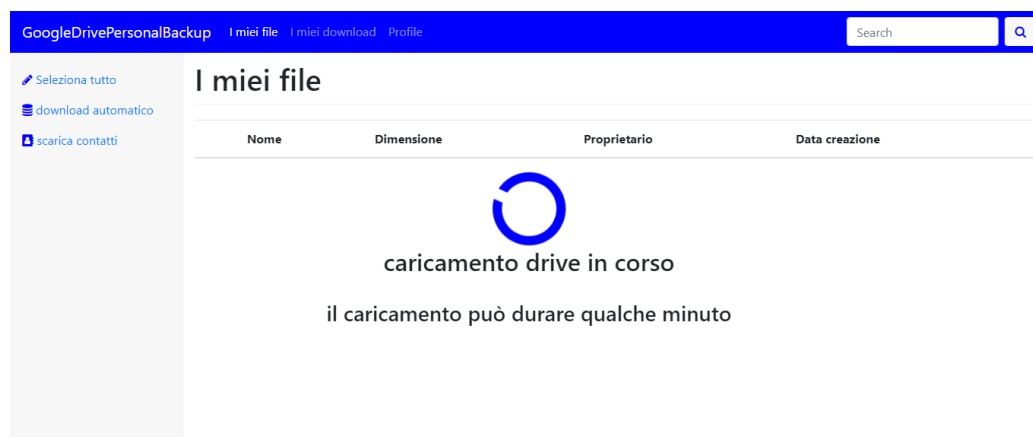 GoogleDrivePersonalBackup I miei file I miei download Profile Search
Seleziona tutto
download automatico
scarica contatti
I miei file
Nome Dimensione Proprietario Data creazione
caricamento drive in corso
il caricamento può durare qualche minuto